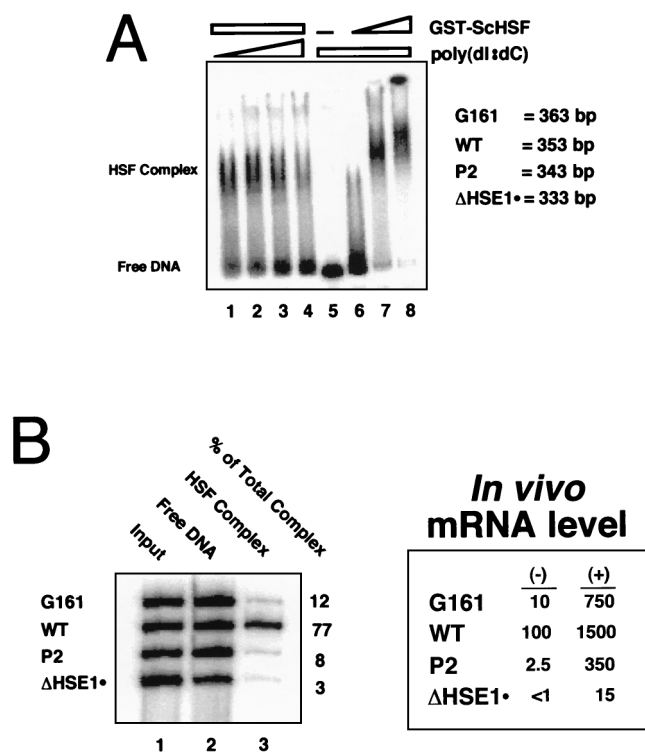 A
GST-ScHSF
poly(dI:dC)
HSF Complex
Free DNA
G161 = 363 bp
WT = 353 bp
P2 = 343 bp
ΔHSE1• = 333 bp
1 2 3 4 5 6 7 8
B
Input
Free DNA
HSF Complex
% of Total Complex
G161 12
WT 77
P2 8
ΔHSE1• 3
1 2 3
In vivo
mRNA level
(-) (+)
G161 10 750
WT 100 1500
P2 2.5 350
ΔHSE1• <1 15